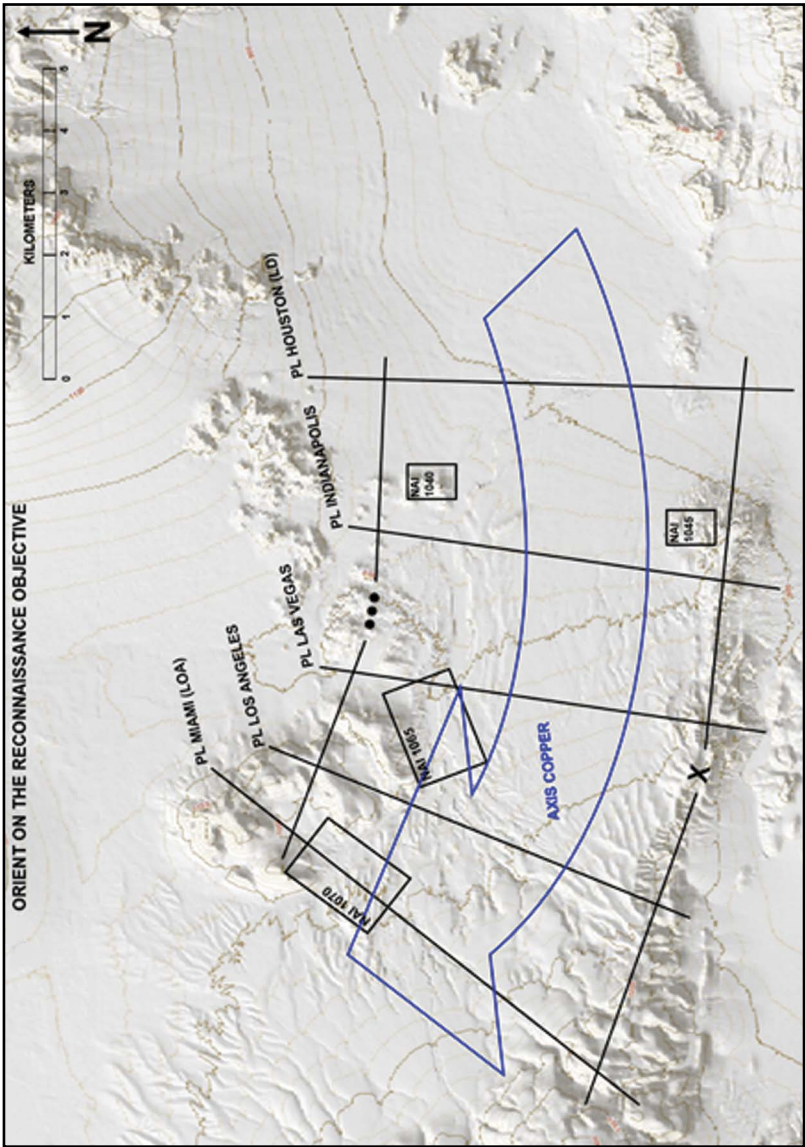 ORIENT ON THE RECONNAISSANCE OBJECTIVE
N
KILOMETERS
0 1 2 3 4 5
PL HOUSTON (LD)
PL INDIANAPOLIS
PL LAS VEGAS
PL LOS ANGELES
PL MIAMI (LOA)
NAI
1040
NAI
1045
NAI 1065
NAI 1070
AXIS COPPER
X
1100